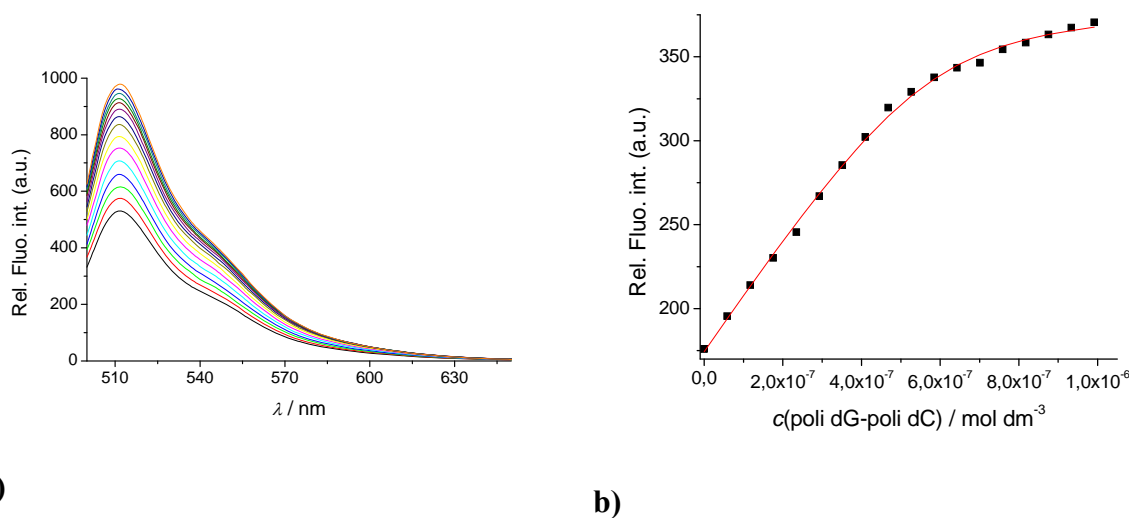 Rel. Fluo. int. (a.u.)
1000
800
600
400
200
0
510
540
570
600
630
λ / nm
)
Rel. Fluo. int. (a.u.)
350
300
250
200
0,0
2,0x10⁻⁷
4,0x10⁻⁷
6,0x10⁻⁷
8,0x10⁻⁷
1,0x10⁻⁶
c(poli dG-poli dC) / mol dm⁻³
b)